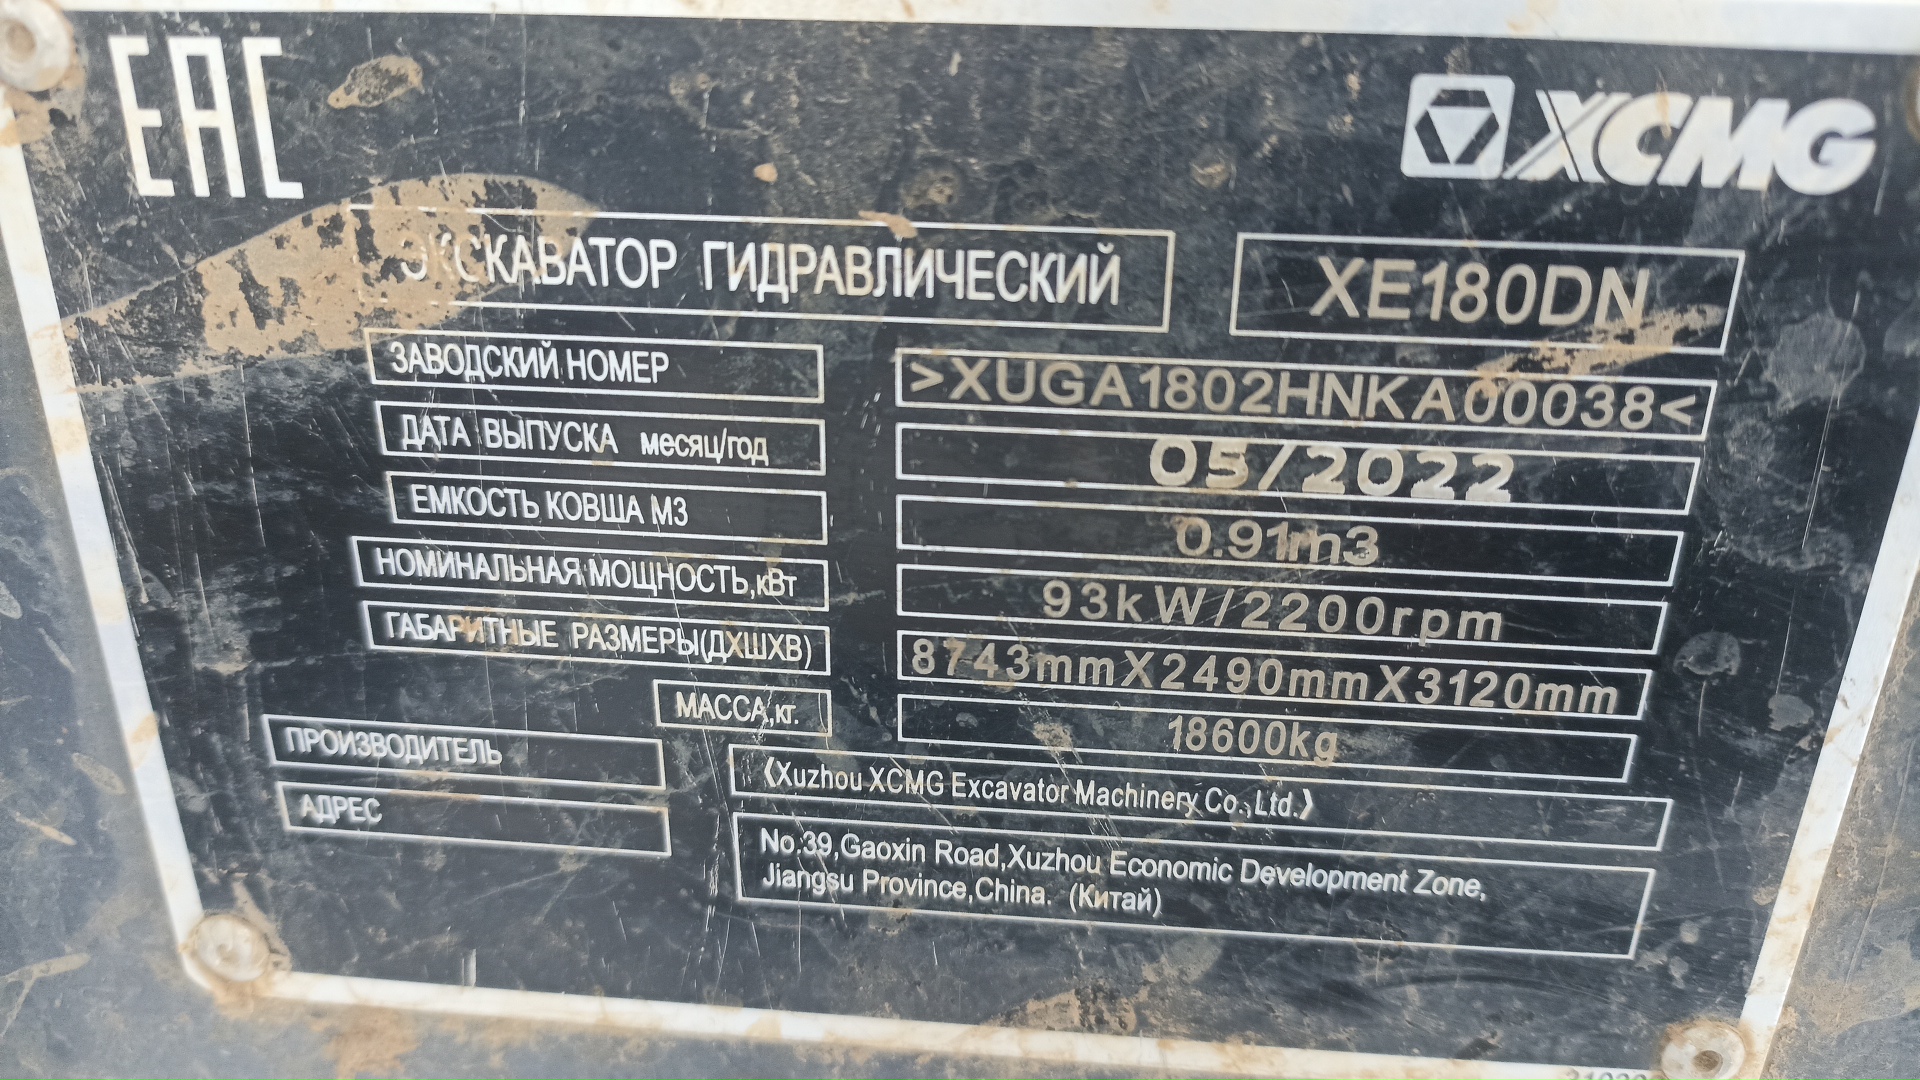 EAC
XCMG
ЭКСКАВАТОР ГИДРАВЛИЧЕСКИЙ XE180DN
ЗАВОДСКИЙ НОМЕР >XUGA1802HNKA00038<
ДАТА ВЫПУСКА месяц/год 05/2022
ЕМКОСТЬ КОВША М3 0.91m3
НОМИНАЛЬНАЯ МОЩНОСТЬ,кВт 93kW/2200rpm
ГАБАРИТНЫЕ РАЗМЕРЫ(ДХШХВ) 8743mmX2490mmX3120mm
МАССА,кг. 18600kg
ПРОИЗВОДИТЕЛЬ 《Xuzhou XCMG Excavator Machinery Co.,Ltd.》
АДРЕС No.39,Gaoxin Road,Xuzhou Economic Development Zone,
Jiangsu Province,China. (Китай)